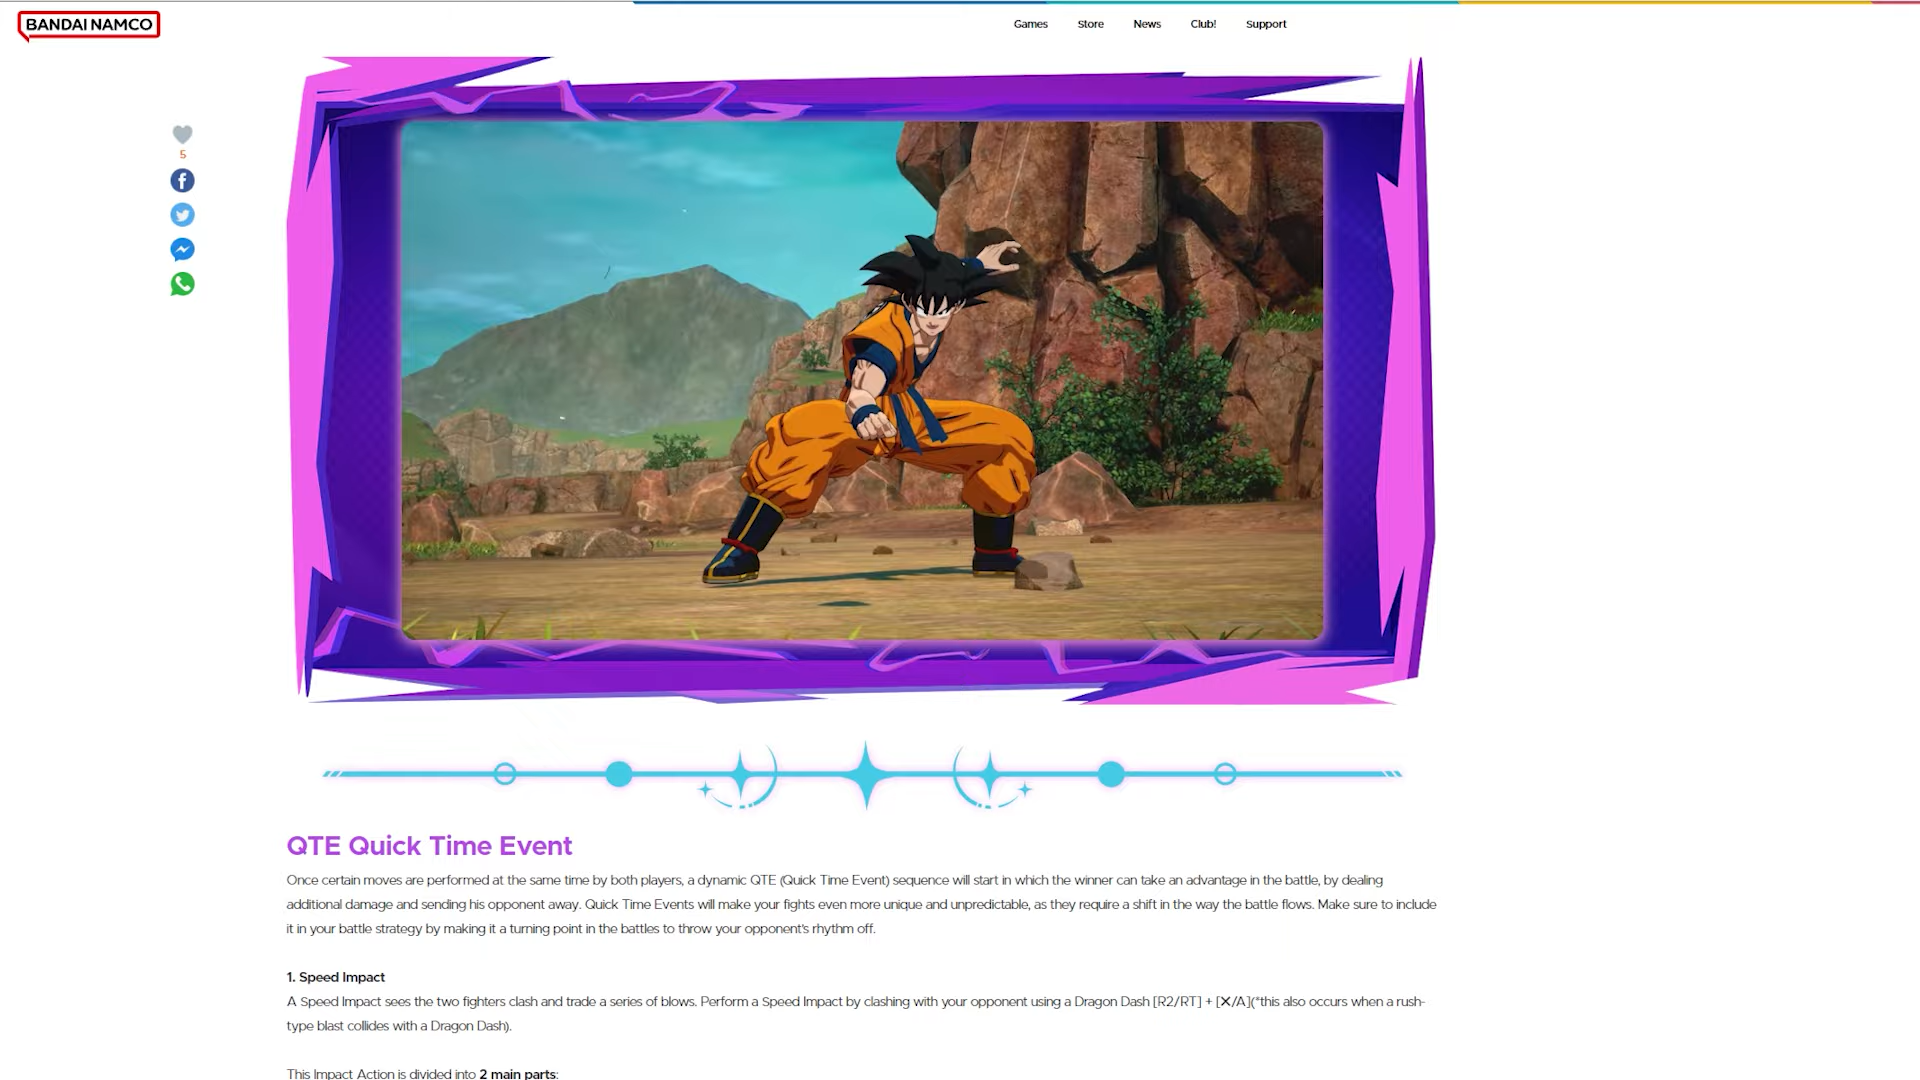 BANDAI NAMCO
Games Store News Club! Support
5
QTE Quick Time Event
Once certain moves are performed at the same time by both players, a dynamic QTE (Quick Time Event) sequence will start in which the winner can take an advantage in the battle, by dealing
additional damage and sending his opponent away. Quick Time Events will make your fights even more unique and unpredictable, as they require a shift in the way the battle flows. Make sure to include
it in your battle strategy by making it a turning point in the battles to throw your opponent's rhythm off.
1. Speed Impact
A Speed Impact sees the two fighters clash and trade a series of blows. Perform a Speed Impact by clashing with your opponent using a Dragon Dash [R2/RT] + [✕/A](*this also occurs when a rush-
type blast collides with a Dragon Dash).
This Impact Action is divided into 2 main parts: